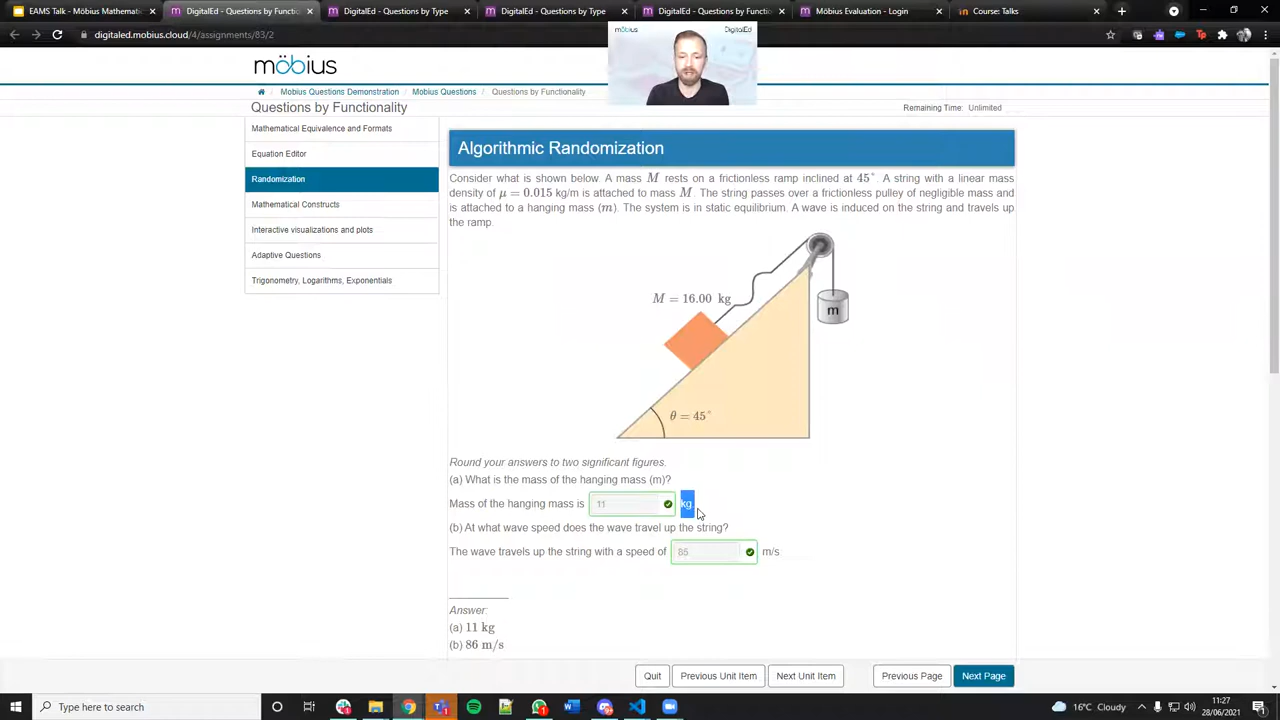 EAMS Talk - Möbius Mathema
DigitalEd - Questions by Type
DigitalEd - Questions by Functio
DigitalEd - Questions by Functio
Möbius Evaluation - Login
Course Talks
digitaled.mobius.cloud/4/assignments/83/2
möbius
DigitalEd
möbius
Mobius Questions Demonstration / Mobius Questions / Questions by Functionality
Questions by Functionality
Remaining Time: Unlimited
Mathematical Equivalence and Formats
Equation Editor
Randomization
Mathematical Constructs
Interactive visualizations and plots
Adaptive Questions
Trigonometry, Logarithms, Exponentials
Algorithmic Randomization
Consider what is shown below. A mass M rests on a frictionless ramp inclined at 45°. A string with a linear mass
density of μ = 0.015 kg/m is attached to mass M. The string passes over a frictionless pulley of negligible mass and
is attached to a hanging mass (m). The system is in static equilibrium. A wave is induced on the string and travels up
the ramp.
M = 16.00 kg
m
θ = 45°
Round your answers to two significant figures.
(a) What is the mass of the hanging mass (m)?
Mass of the hanging mass is 11 kg
(b) At what wave speed does the wave travel up the string?
The wave travels up the string with a speed of 85 m/s
Answer:
(a) 11 kg
(b) 86 m/s
Quit
Previous Unit Item
Next Unit Item
Previous Page
Next Page
Type here to search
16°C Cloudy
11:27
28/06/2021